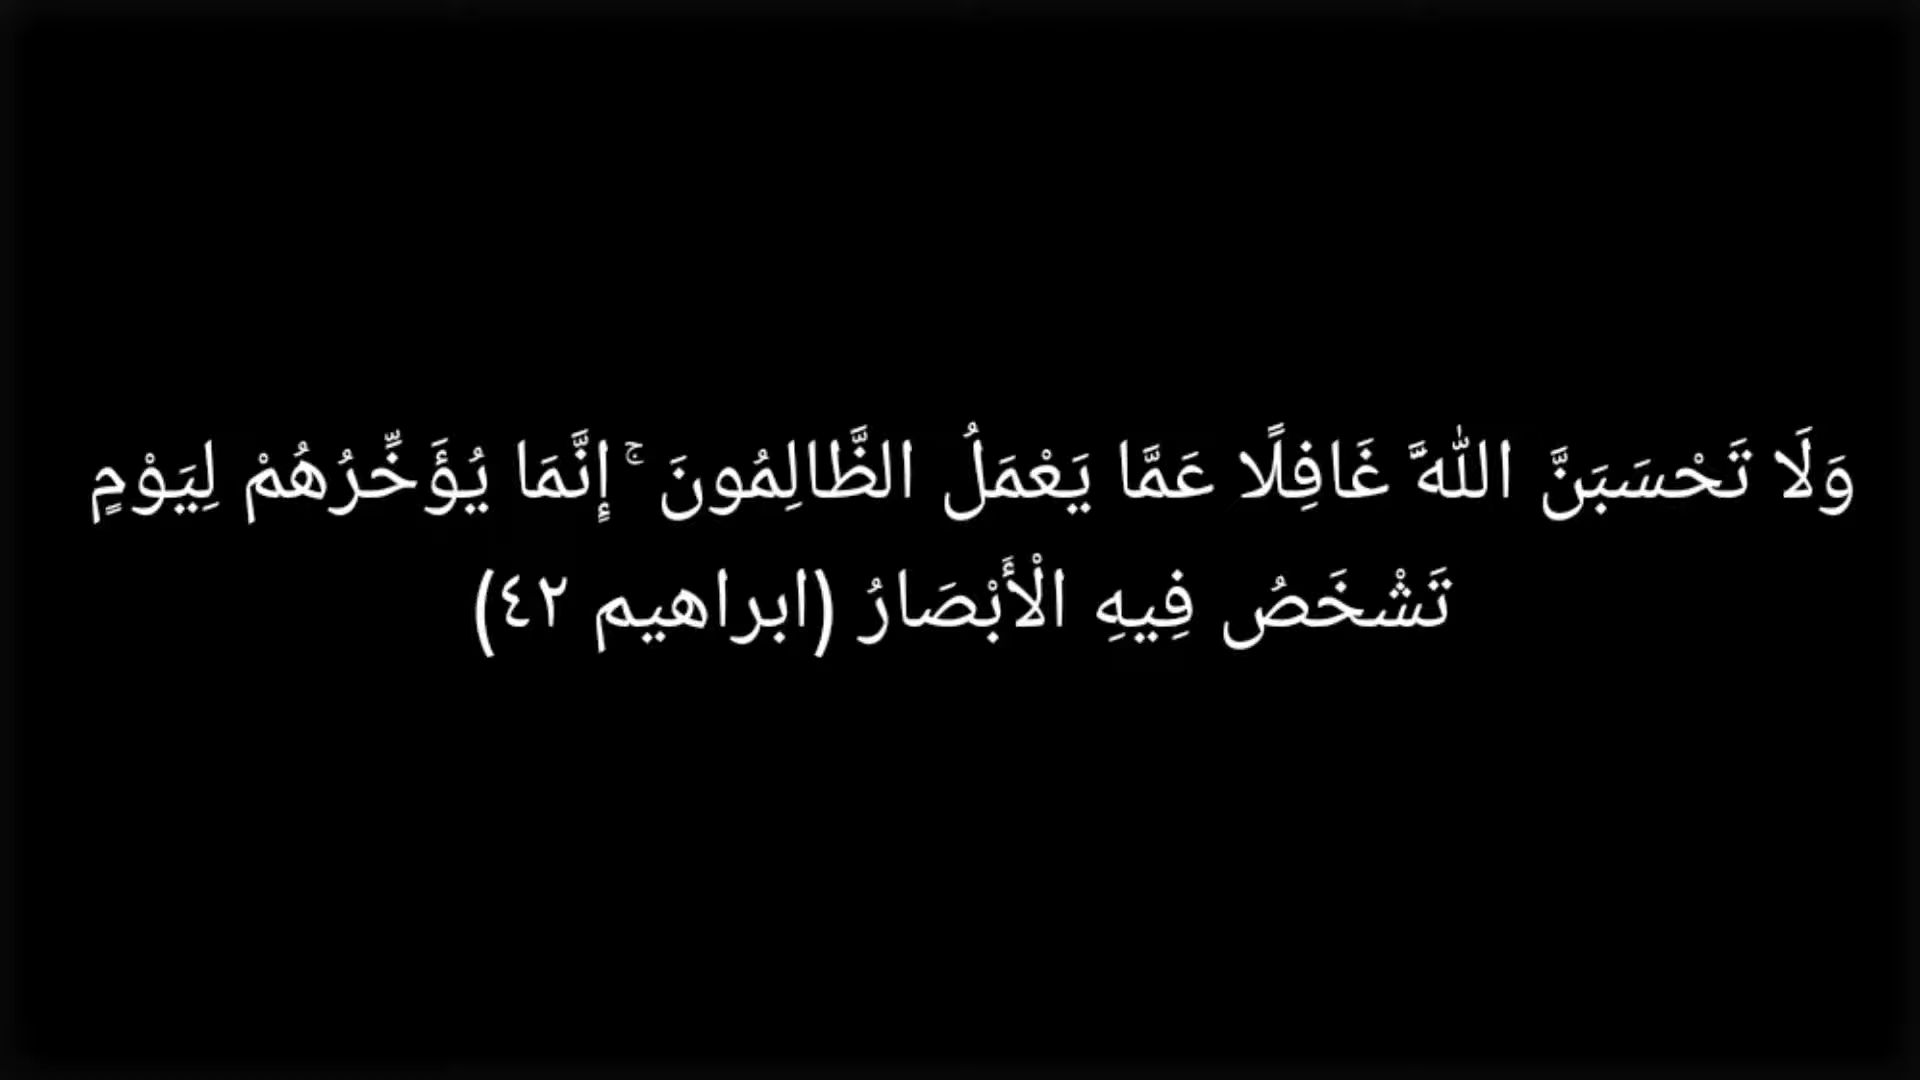 وَلَا تَحْسَبَنَّ اللَّهَ غَافِلًا عَمَّا يَعْمَلُ الظَّالِمُونَ ۚ إِنَّمَا يُؤَخِّرُهُمْ لِيَوْمٍ
تَشْخَصُ فِيهِ الْأَبْصَارُ (ابراهيم ٤٢)